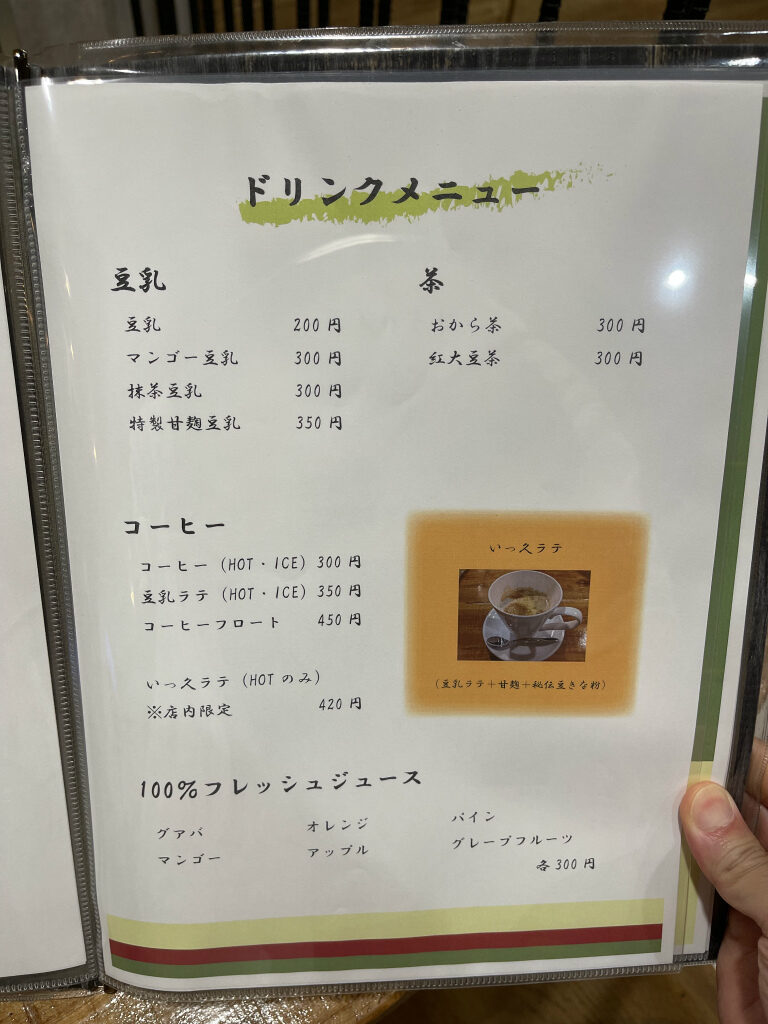 ドリンクメニュー
豆乳
豆乳 200円
マンゴー豆乳 300円
抹茶豆乳 300円
特製甘麹豆乳 350円
茶
おから茶 300円
紅大豆茶 300円
コーヒー
コーヒー (HOT・ICE) 300円
豆乳ラテ (HOT・ICE) 350円
コーヒーフロート 450円
いっ久ラテ (HOTのみ)
※店内限定 420円
いっ久ラテ
(豆乳ラテ+甘麹+秘伝豆きな粉)
100%フレッシュジュース
グアバ オレンジ パイン
マンゴー アップル グレープフルーツ
各300円